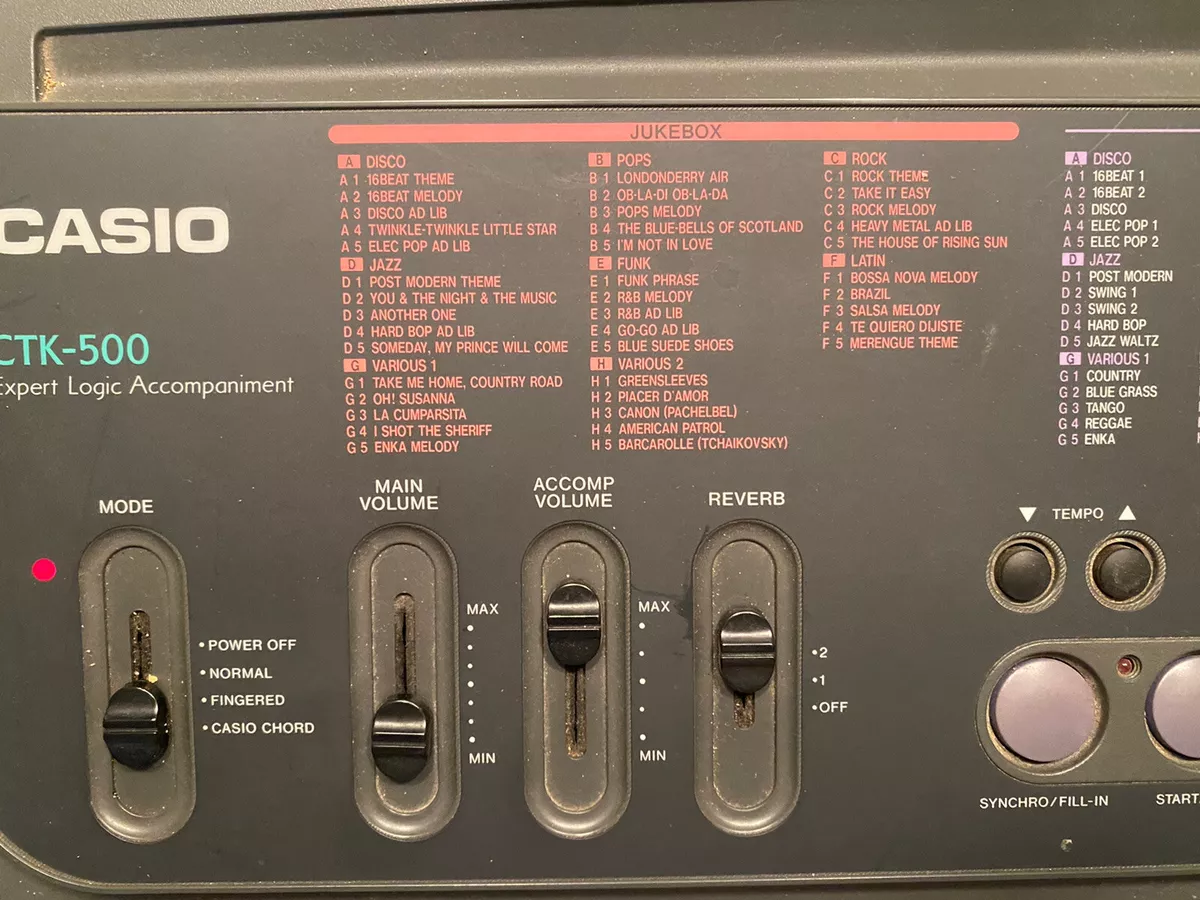 JUKEBOX
A DISCO
A 1 16BEAT THEME
A 2 16BEAT MELODY
A 3 DISCO AD LIB
A 4 TWINKLE-TWINKLE LITTLE STAR
A 5 ELEC POP AD LIB
D JAZZ
D 1 POST MODERN THEME
D 2 YOU & THE NIGHT & THE MUSIC
D 3 ANOTHER ONE
D 4 HARD BOP AD LIB
D 5 SOMEDAY, MY PRINCE WILL COME
G VARIOUS 1
G 1 TAKE ME HOME, COUNTRY ROAD
G 2 OH! SUSANNA
G 3 LA CUMPARSITA
G 4 I SHOT THE SHERIFF
G 5 ENKA MELODY
B POPS
B 1 LONDONDERRY AIR
B 2 OB-LA-DI OB-LA-DA
B 3 POPS MELODY
B 4 THE BLUE-BELLS OF SCOTLAND
B 5 I'M NOT IN LOVE
E FUNK
E 1 FUNK PHRASE
E 2 R&B MELODY
E 3 R&B AD LIB
E 4 GO-GO AD LIB
E 5 BLUE SUEDE SHOES
H VARIOUS 2
H 1 GREENSLEEVES
H 2 PIACER D'AMOR
H 3 CANON (PACHELBEL)
H 4 AMERICAN PATROL
H 5 BARCAROLLE (TCHAIKOVSKY)
C ROCK
C 1 ROCK THEME
C 2 TAKE IT EASY
C 3 ROCK MELODY
C 4 HEAVY METAL AD LIB
C 5 THE HOUSE OF RISING SUN
F LATIN
F 1 BOSSA NOVA MELODY
F 2 BRAZIL
F 3 SALSA MELODY
F 4 TE QUIERO DIJISTE
F 5 MERENGUE THEME
A DISCO
A 1 16BEAT 1
A 2 16BEAT 2
A 3 DISCO
A 4 ELEC POP 1
A 5 ELEC POP 2
D JAZZ
D 1 POST MODERN
D 2 SWING 1
D 3 SWING 2
D 4 HARD BOP
D 5 JAZZ WALTZ
G VARIOUS 1
G 1 COUNTRY
G 2 BLUE GRASS
G 3 TANGO
G 4 REGGAE
G 5 ENKA
CASIO
CTK-500
Expert Logic Accompaniment
MODE
• POWER OFF
• NORMAL
• FINGERED
• CASIO CHORD
MAIN
VOLUME
MAX
MIN
ACCOMP
VOLUME
MAX
MIN
REVERB
•2
•1
•OFF
▼ TEMPO ▲
SYNCHRO/FILL-IN
START/